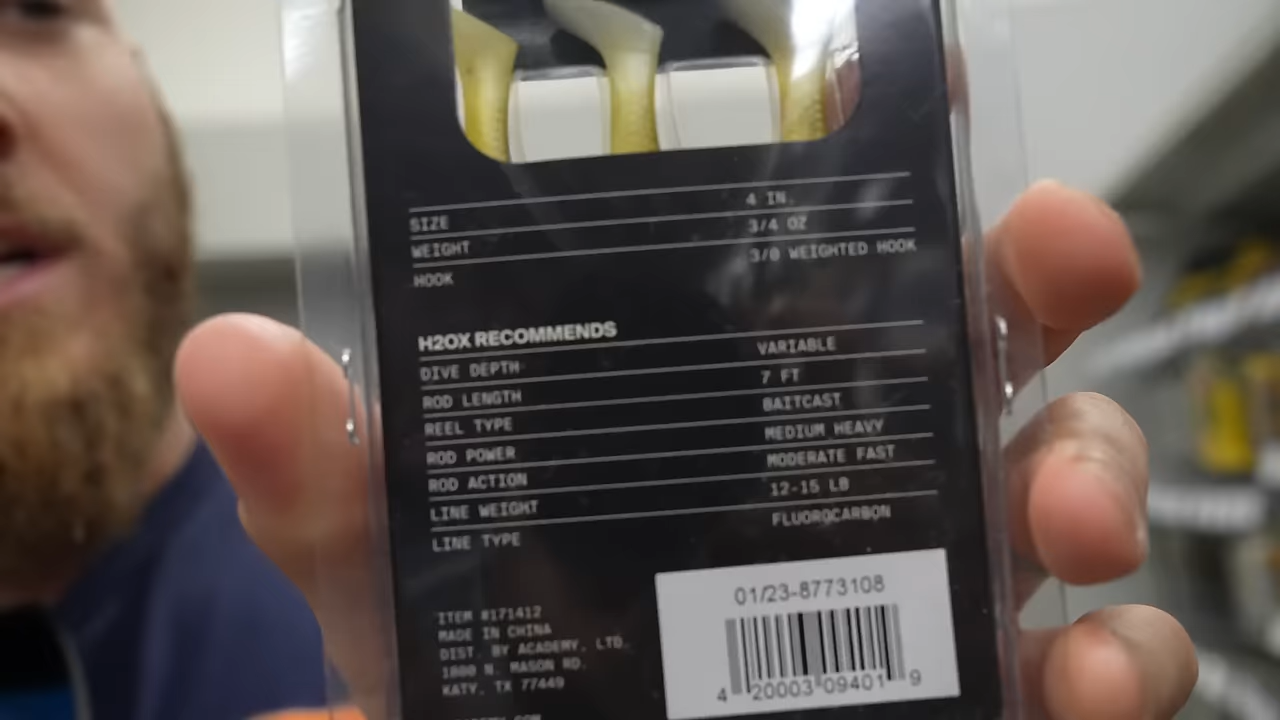 SIZE 4 IN.
WEIGHT 3/4 OZ
HOOK 3/0 WEIGHTED HOOK
H2OX RECOMMENDS
DIVE DEPTH VARIABLE
ROD LENGTH 7 FT
REEL TYPE BAITCAST
ROD POWER MEDIUM HEAVY
ROD ACTION MODERATE FAST
LINE WEIGHT 12-15 LB
LINE TYPE FLUOROCARBON
ITEM #171412
MADE IN CHINA
DIST. BY ACADEMY, LTD.
1800 N. MASON RD.
KATY, TX 77449
01/23-8773108
4 20003 09401 9